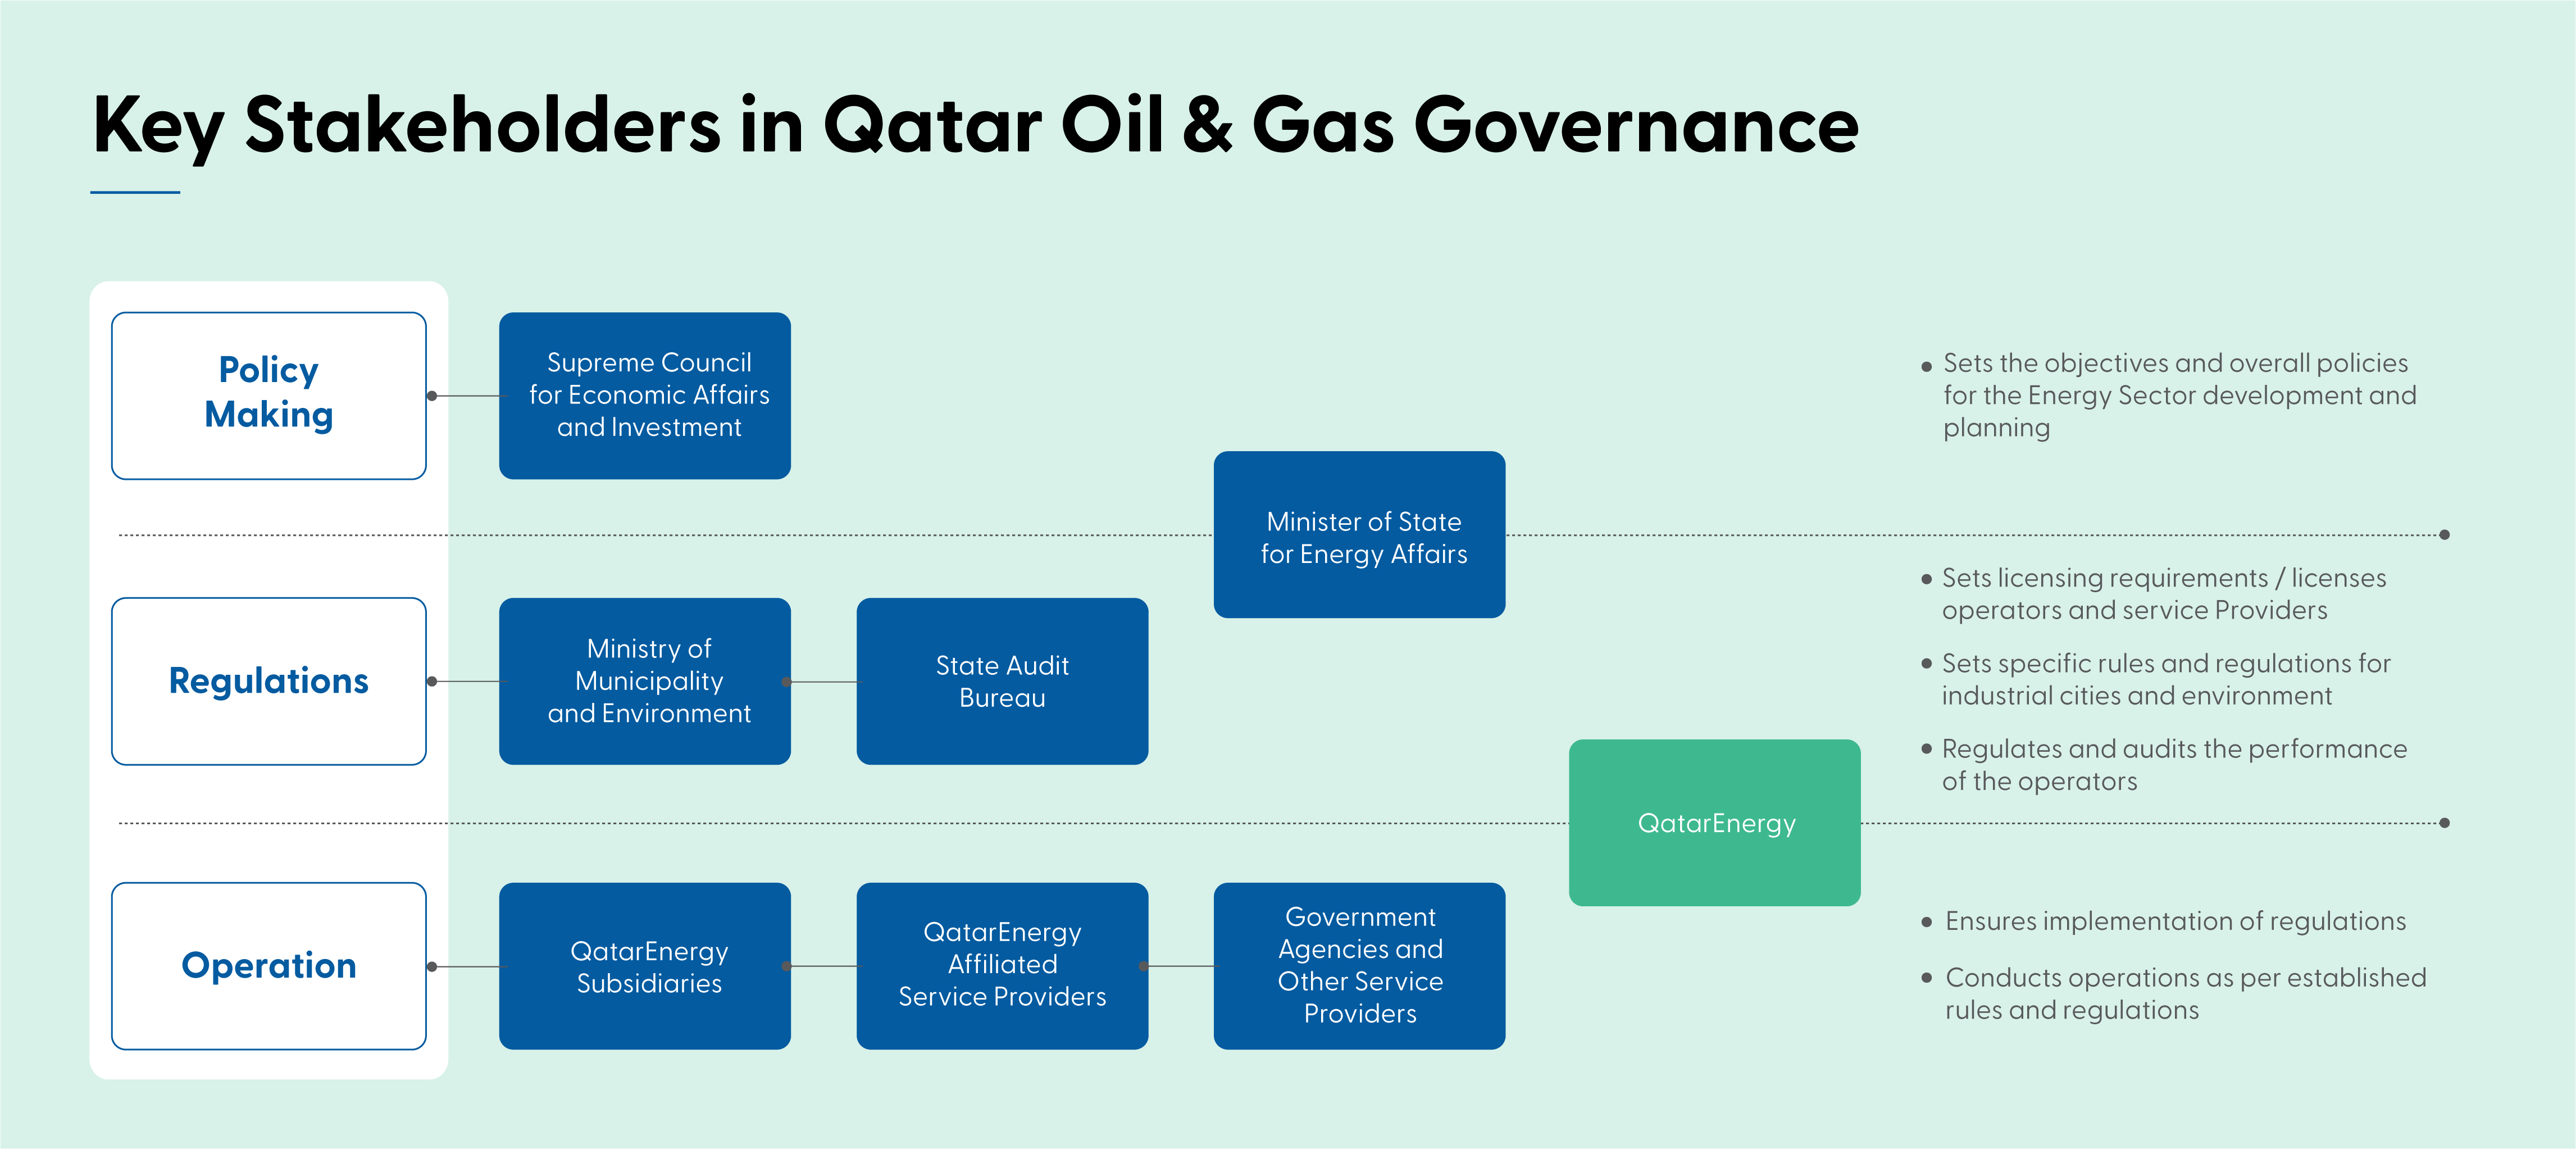 Key Stakeholders in Qatar Oil & Gas Governance
Policy
Making
Supreme Council
for Economic Affairs
and Investment
Minister of State
for Energy Affairs
Sets the objectives and overall policies
for the Energy Sector development and
planning
Regulations
Ministry of
Municipality
and Environment
State Audit
Bureau
Sets licensing requirements / licenses
operators and service Providers
Sets specific rules and regulations for
industrial cities and environment
Regulates and audits the performance
of the operators
QatarEnergy
Operation
QatarEnergy
Subsidiaries
QatarEnergy
Affiliated
Service Providers
Government
Agencies and
Other Service
Providers
Ensures implementation of regulations
Conducts operations as per established
rules and regulations